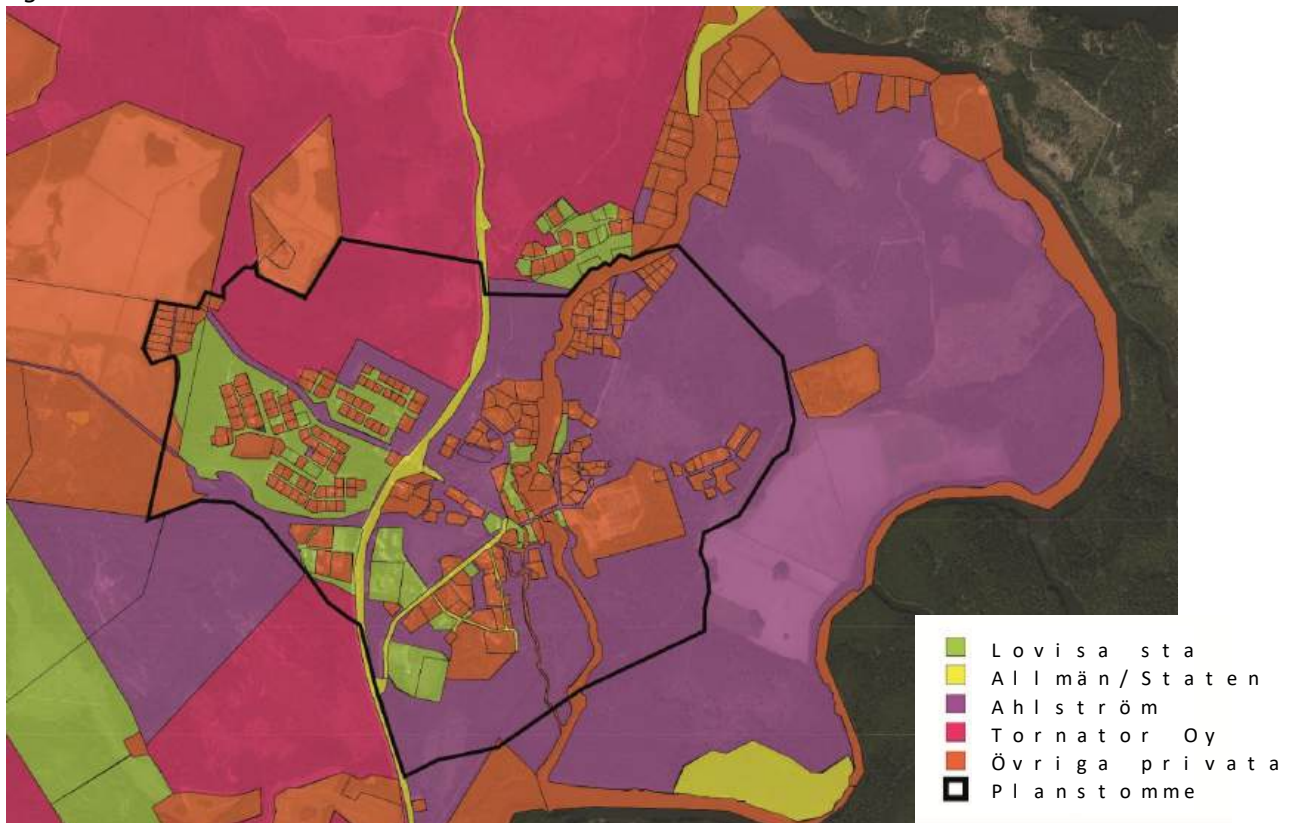 Lovisa sta
Allmän/Staten
Ahlström
Tornator Oy
Övriga privata
Planstomme